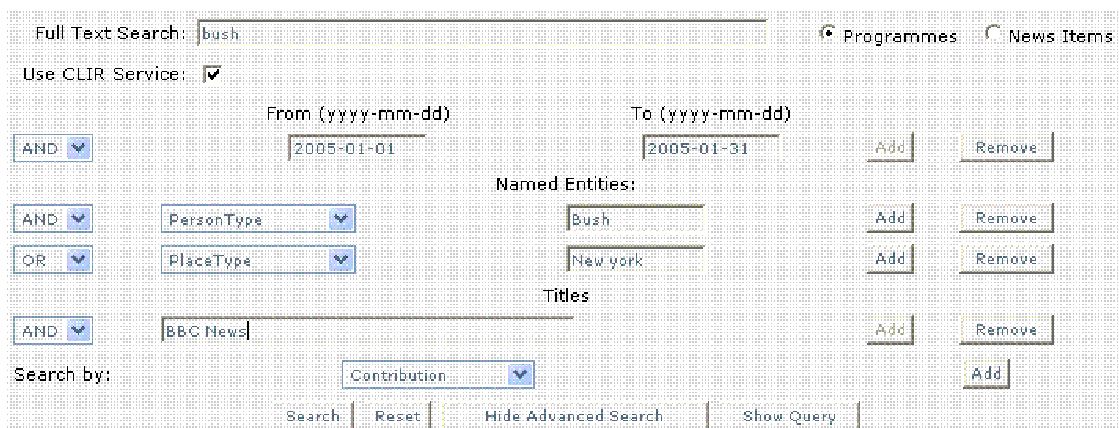 Full Text Search: bush Programmes News Items
Use CLIR Service:
From (yyyy-mm-dd) To (yyyy-mm-dd)
AND 2005-01-01 2005-01-31 Add Remove
Named Entities:
AND PersonType Bush Add Remove
OR PlaceType New york Add Remove
Titles
AND BBC News Add Remove
Search by: Contribution Add
Search Reset Hide Advanced Search Show Query